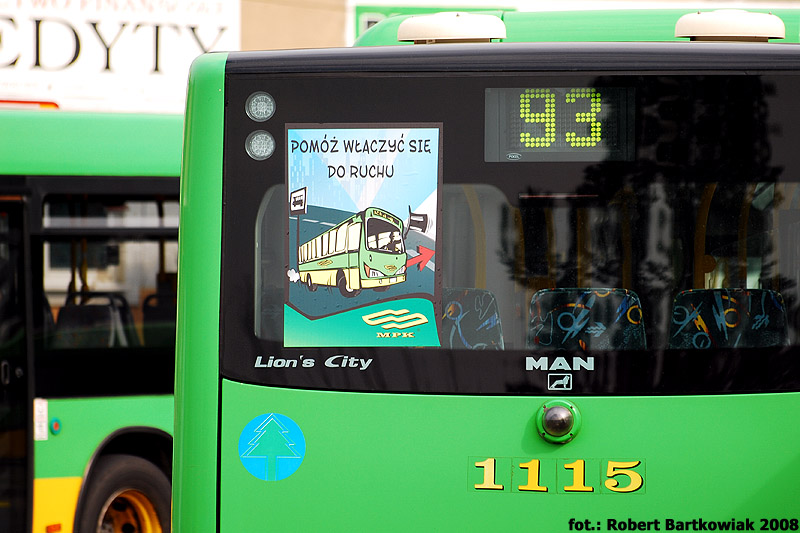 EDYTY
93
POMÓŻ WŁĄCZYĆ SIĘ
DO RUCHU
MPK
Lion's City
MAN
1115
fot.: Robert Bartkowiak 2008